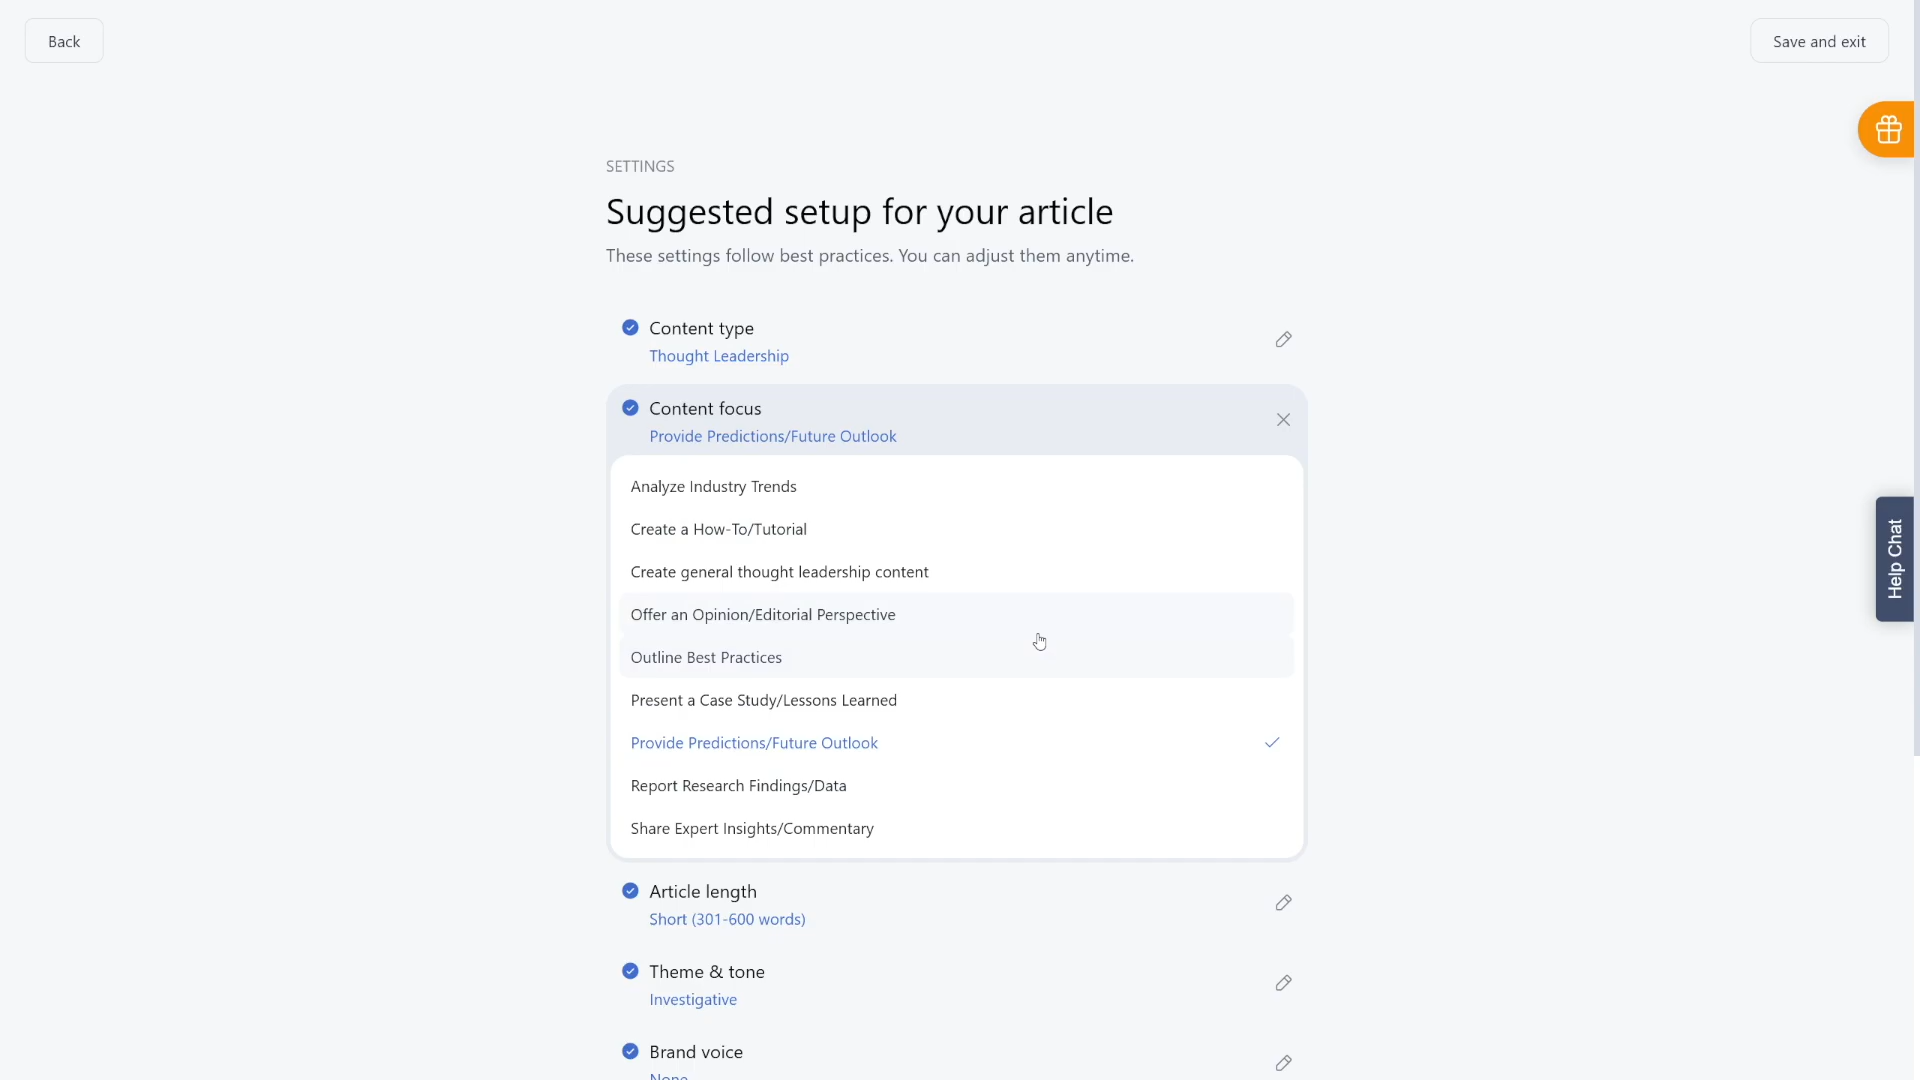 Back
Save and exit
SETTINGS
Suggested setup for your article
These settings follow best practices. You can adjust them anytime.
Content type
Thought Leadership
Content focus
Provide Predictions/Future Outlook
Analyze Industry Trends
Create a How-To/Tutorial
Create general thought leadership content
Offer an Opinion/Editorial Perspective
Outline Best Practices
Present a Case Study/Lessons Learned
Provide Predictions/Future Outlook
Report Research Findings/Data
Share Expert Insights/Commentary
Help Chat
Article length
Short (301-600 words)
Theme & tone
Investigative
Brand voice
None